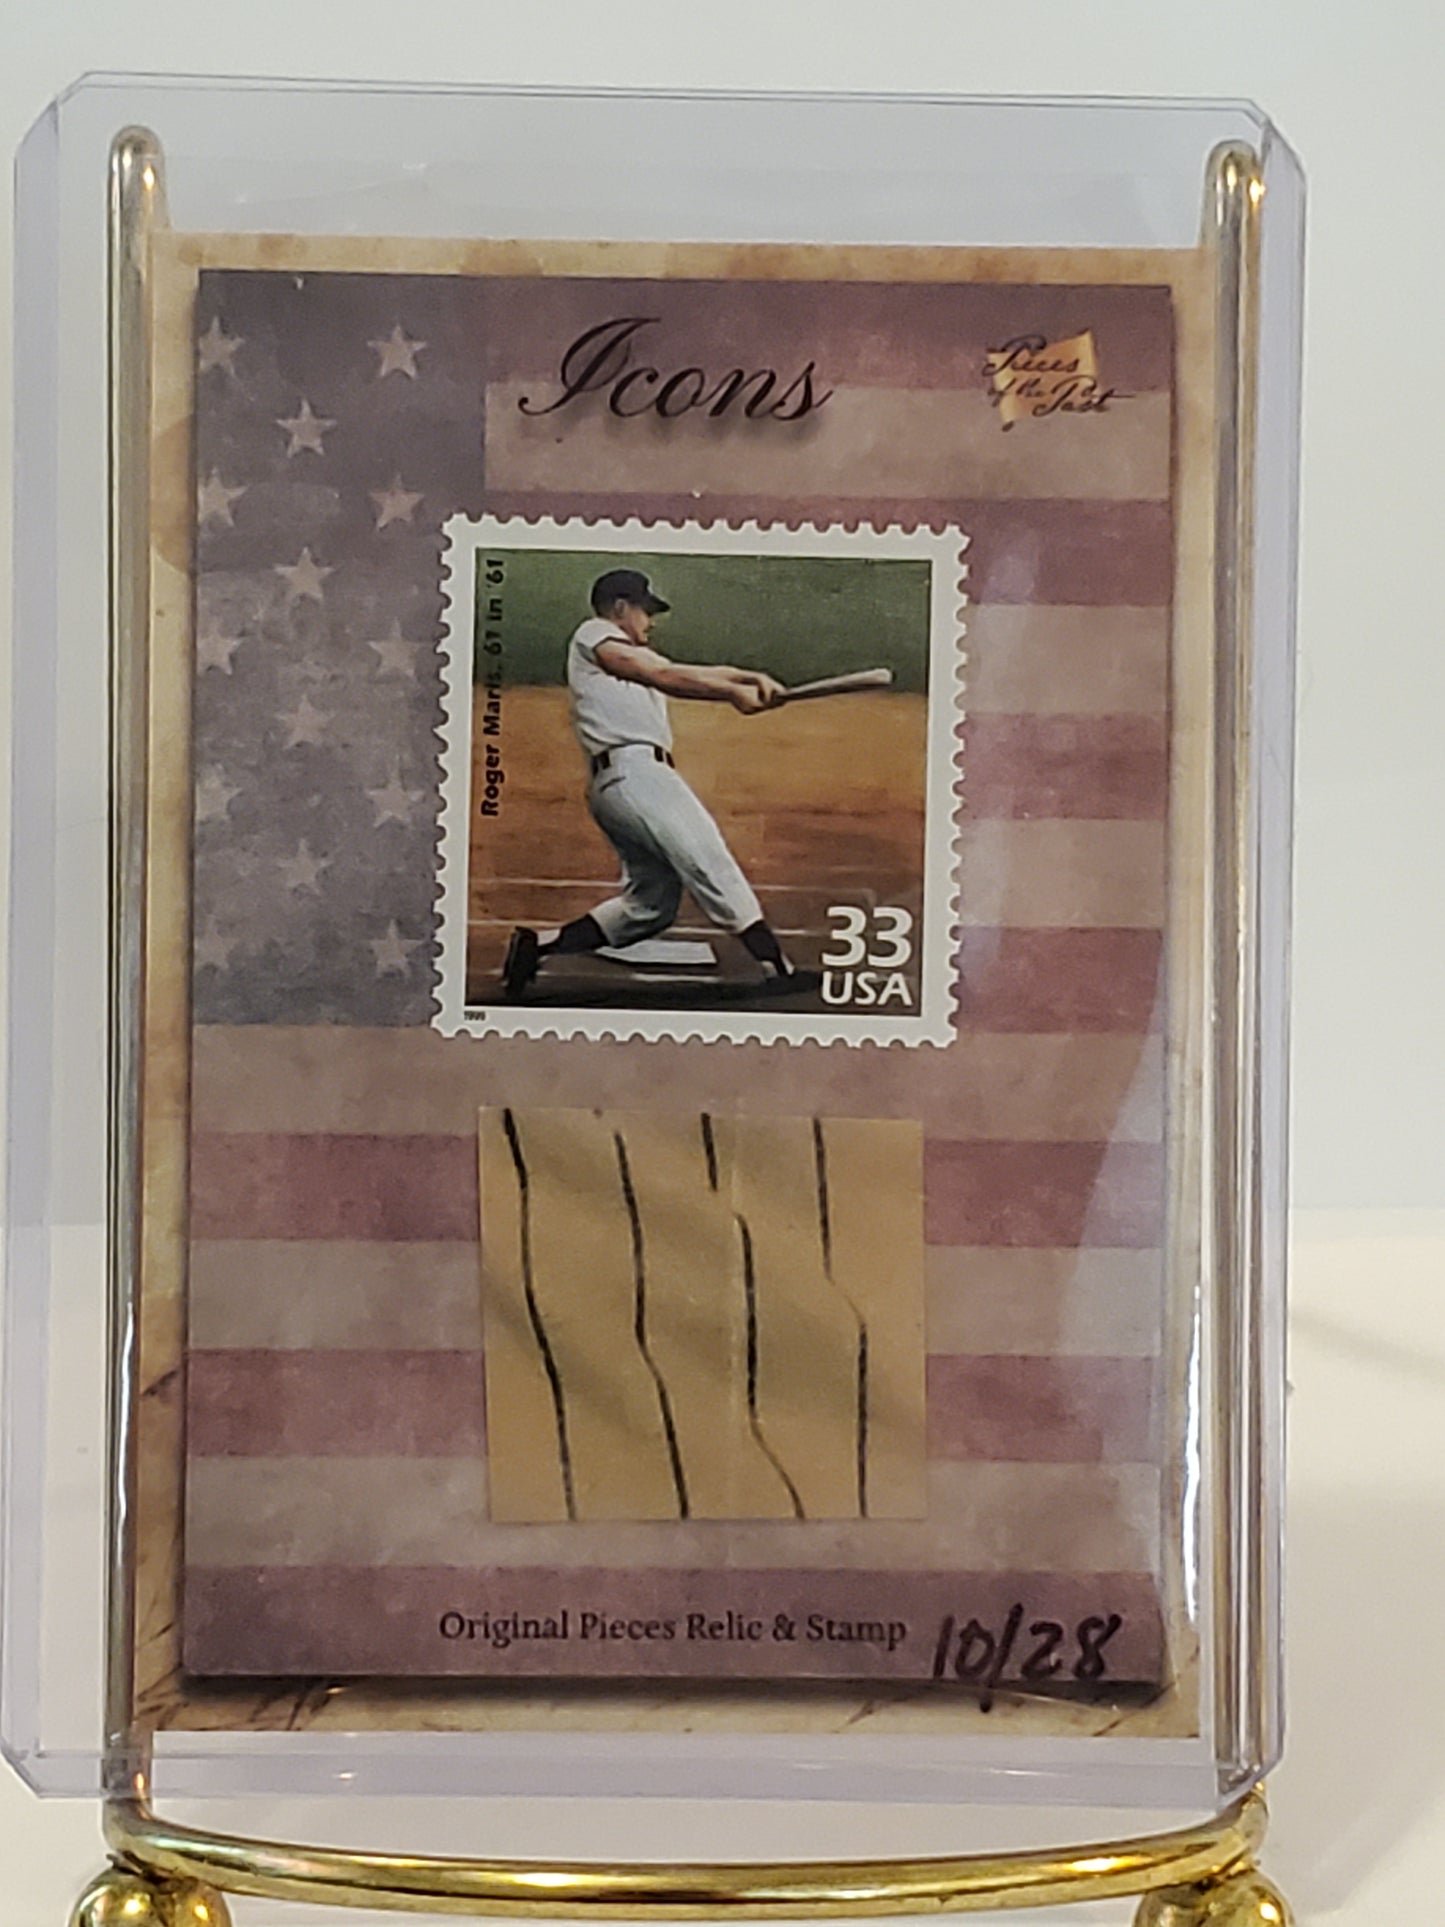 Icons
Pieces
of the Past
Roger Maris, 61 in '61
33
USA
1999
Original Pieces Relic & Stamp
10/28